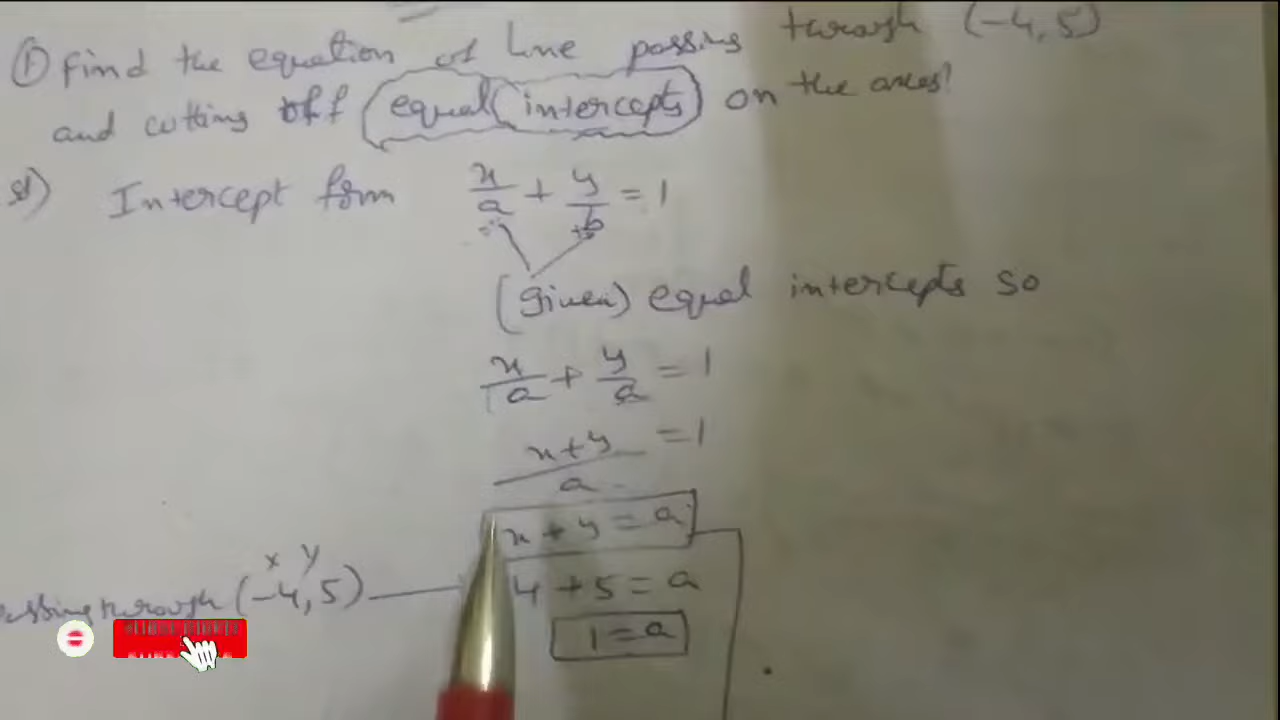 ① Find the equation of line passing through (-4,5)
and cutting off equal intercepts on the axes?
sol) Intercept form x/a + y/b = 1
(given) equal intercepts so
x/a + y/a = 1
x+y/a = 1
x + y = a
x y
passing through (-4,5)
4 + 5 = a
1 = a